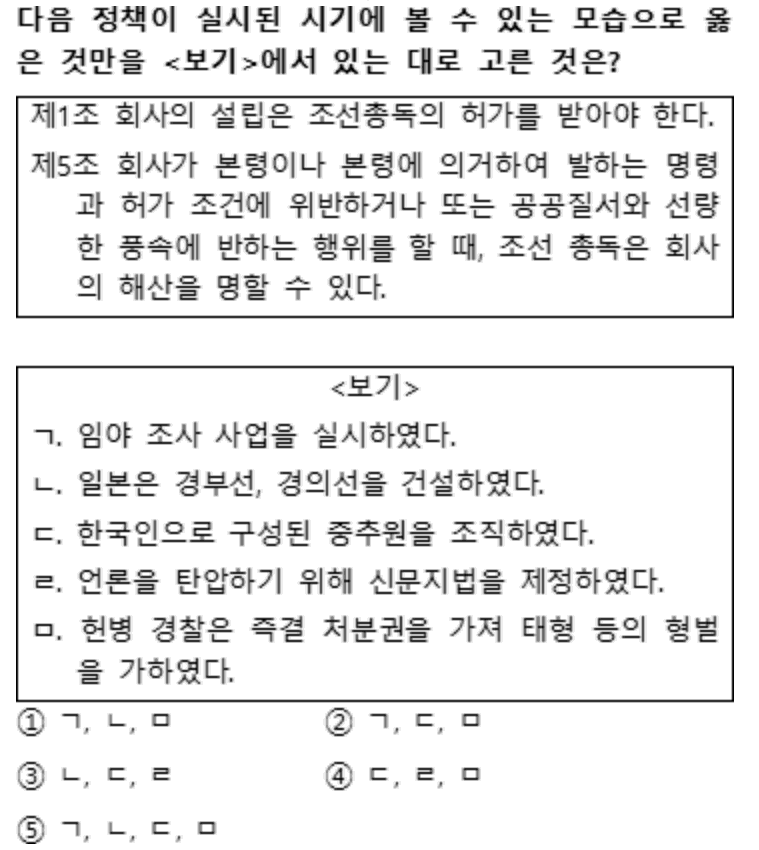 다음 정책이 실시된 시기에 볼 수 있는 모습으로 옳
은 것만을 <보기>에서 있는 대로 고른 것은?
제1조 회사의 설립은 조선총독의 허가를 받아야 한다.
제5조 회사가 본령이나 본령에 의거하여 발하는 명령
과 허가 조건에 위반하거나 또는 공공질서와 선량
한 풍속에 반하는 행위를 할 때, 조선 총독은 회사
의 해산을 명할 수 있다.
<보기>
ㄱ. 임야 조사 사업을 실시하였다.
ㄴ. 일본은 경부선, 경의선을 건설하였다.
ㄷ. 한국인으로 구성된 중추원을 조직하였다.
ㄹ. 언론을 탄압하기 위해 신문지법을 제정하였다.
ㅁ. 헌병 경찰은 즉결 처분권을 가져 태형 등의 형벌
을 가하였다.
① ㄱ, ㄴ, ㅁ ② ㄱ, ㄷ, ㅁ
③ ㄴ, ㄷ, ㄹ ④ ㄷ, ㄹ, ㅁ
⑤ ㄱ, ㄴ, ㄷ, ㅁ